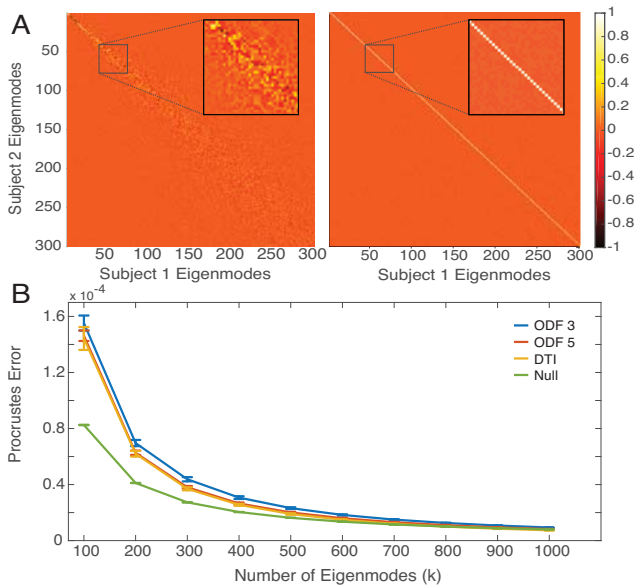 A
Subject 2 Eigenmodes
50
100
150
200
250
300
50 100 150 200 250 300
Subject 1 Eigenmodes
50 100 150 200 250 300
Subject 1 Eigenmodes
1
0.8
0.6
0.4
0.2
0
-0.2
-0.4
-0.6
-0.8
-1
B
x 10⁻⁴
Procrustes Error
1.6
1.2
0.8
0.4
0
ODF 3
ODF 5
DTI
Null
100 200 300 400 500 600 700 800 900 1000
Number of Eigenmodes (k)